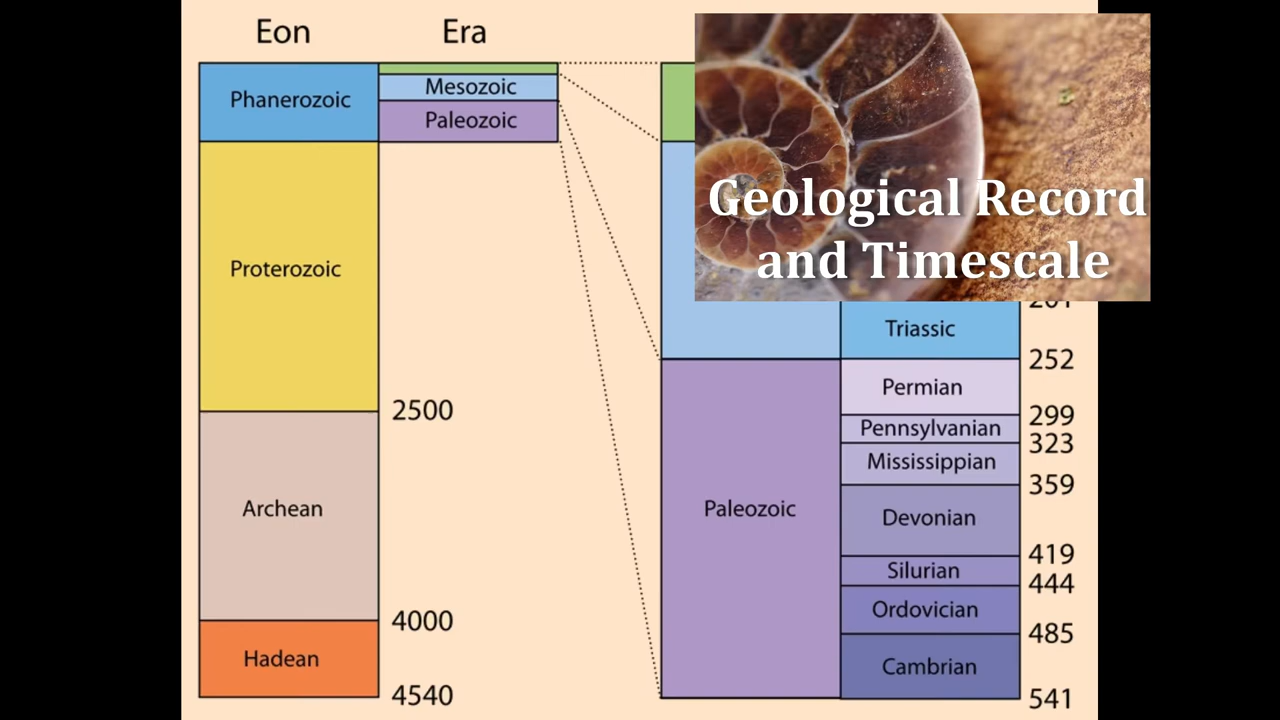 Eon
Era
Phanerozoic
Mesozoic
Paleozoic
Proterozoic
2500
Archean
4000
Hadean
4540
Geological Record
and Timescale
Triassic
252
Permian
299
Pennsylvanian
323
Mississippian
359
Paleozoic
Devonian
419
Silurian
444
Ordovician
485
Cambrian
541